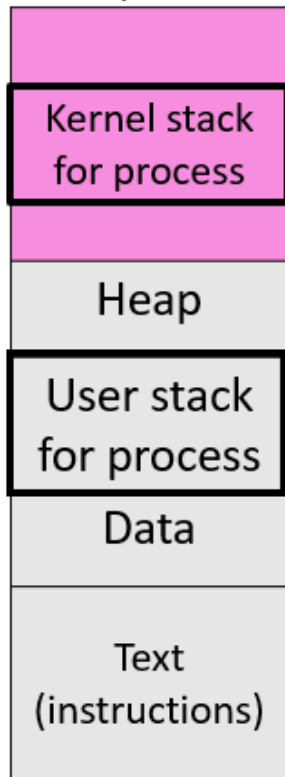 Kernel stack
for process
Heap
User stack
for process
Data
Text
(instructions)